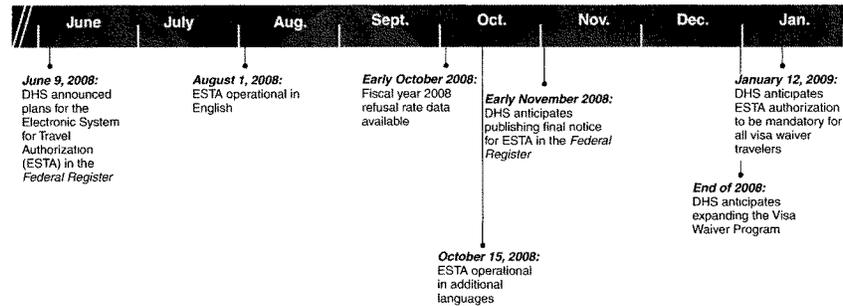 June July Aug. Sept. Oct. Nov. Dec. Jan.
June 9, 2008:
DHS announced
plans for the
Electronic System
for Travel
Authorization
(ESTA) in the
Federal Register
August 1, 2008:
ESTA operational in
English
Early October 2008:
Fiscal year 2008
refusal rate data
available
October 15, 2008:
ESTA operational
in additional
languages
Early November 2008:
DHS anticipates
publishing final notice
for ESTA in the Federal
Register
End of 2008:
DHS anticipates
expanding the Visa
Waiver Program
January 12, 2009:
DHS anticipates
ESTA authorization
to be mandatory for
all visa waiver
travelers